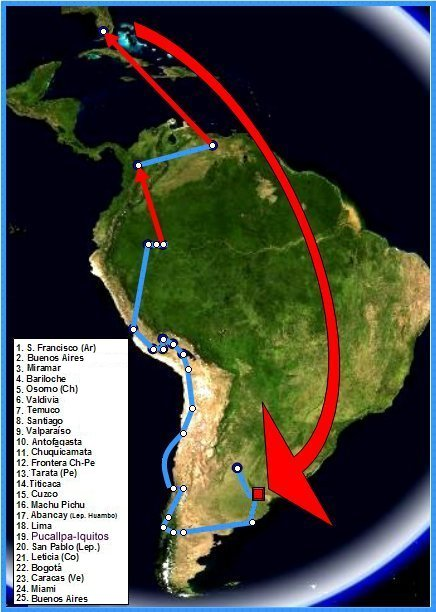 1. S. Francisco (Ar)
2. Buenos Aires
3. Miramar
4. Bariloche
5. Osorno (Ch)
6. Valdivia
7. Temuco
8. Santiago
9. Valparaíso
10. Antofagasta
11. Chuquicamata
12. Frontera Ch-Pe
13. Tarata (Pe)
14. Titicaca
15. Cuzco
16. Machu Pichu
17. Abancay (Lep. Huambo)
18. Lima
19. Pucallpa-Iquitos
20. San Pablo (Lep.)
21. Leticia (Co)
22. Bogotà
23. Caracas (Ve)
24. Miami
25. Buenos Aires